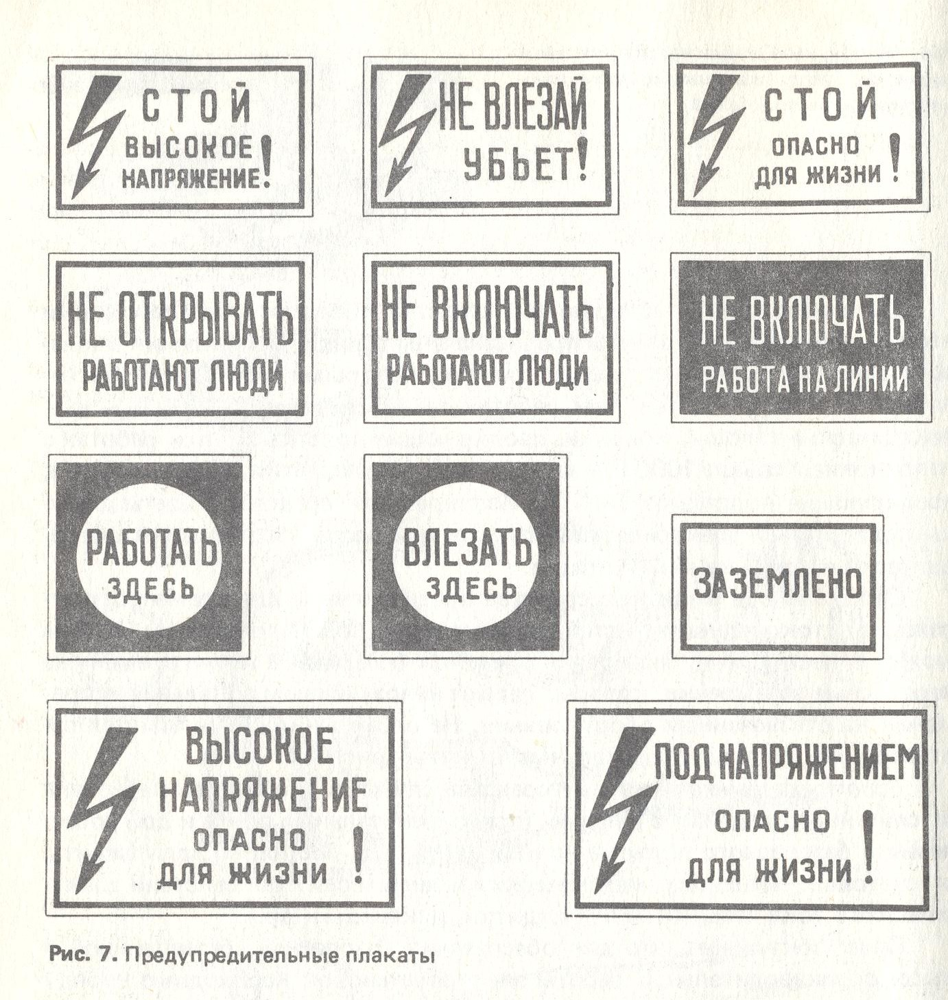 СТОЙ
ВЫСОКОЕ
НАПРЯЖЕНИЕ!
НЕ ВЛЕЗАЙ
УБЬЕТ!
СТОЙ
ОПАСНО
ДЛЯ ЖИЗНИ!
НЕ ОТКРЫВАТЬ
РАБОТАЮТ ЛЮДИ
НЕ ВКЛЮЧАТЬ
РАБОТАЮТ ЛЮДИ
НЕ ВКЛЮЧАТЬ
РАБОТА НА ЛИНИИ
РАБОТАТЬ
ЗДЕСЬ
ВЛЕЗАТЬ
ЗДЕСЬ
ЗАЗЕМЛЕНО
ВЫСОКОЕ
НАПРЯЖЕНИЕ
ОПАСНО
ДЛЯ ЖИЗНИ!
ПОД НАПРЯЖЕНИЕМ
ОПАСНО
ДЛЯ ЖИЗНИ!
Рис. 7. Предупредительные плакаты